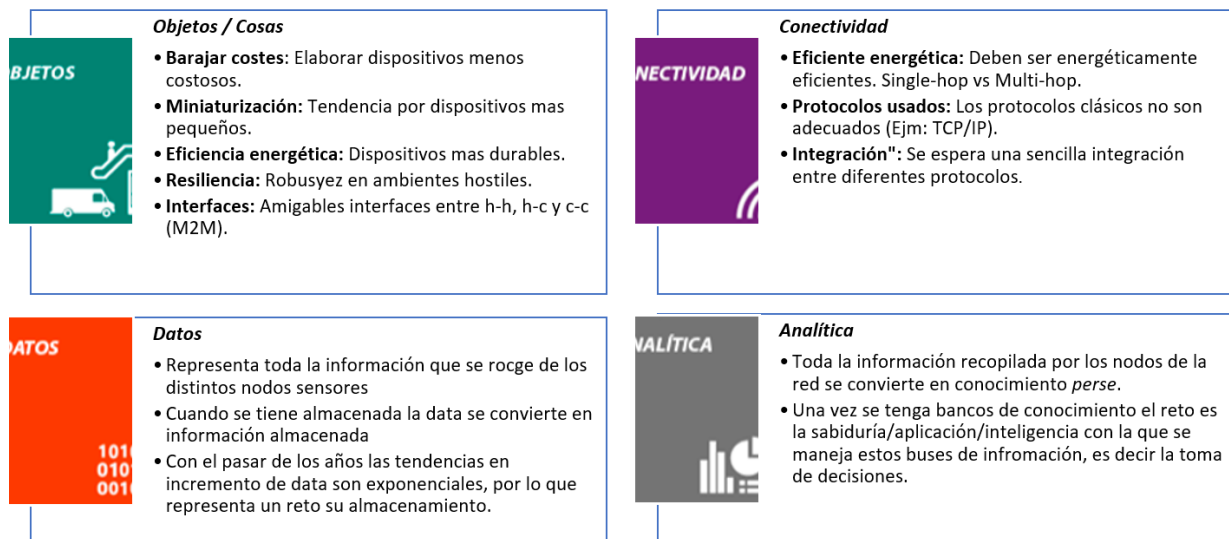 BJETOS
Objetos / Cosas
• Barajar costes: Elaborar dispositivos menos
costosos.
• Miniaturización: Tendencia por dispositivos mas
pequeños.
• Eficiencia energética: Dispositivos mas durables.
• Resiliencia: Robusyez en ambientes hostiles.
• Interfaces: Amigables interfaces entre h-h, h-c y c-c
(M2M).
NECTIVIDAD
Conectividad
• Eficiente energética: Deben ser energéticamente
eficientes. Single-hop vs Multi-hop.
• Protocolos usados: Los protocolos clásicos no son
adecuados (Ejm: TCP/IP).
• Integración": Se espera una sencilla integración
entre diferentes protocolos.
DATOS
101
010
001
Datos
• Representa toda la información que se rocge de los
distintos nodos sensores
• Cuando se tiene almacenada la data se convierte en
información almacenada
• Con el pasar de los años las tendencias en
incremento de data son exponenciales, por lo que
representa un reto su almacenamiento.
NALÍTICA
Analítica
• Toda la información recopilada por los nodos de la
red se convierte en conocimiento perse.
• Una vez se tenga bancos de conocimiento el reto es
la sabiduría/aplicación/inteligencia con la que se
maneja estos buses de infromación, es decir la toma
de decisiones.